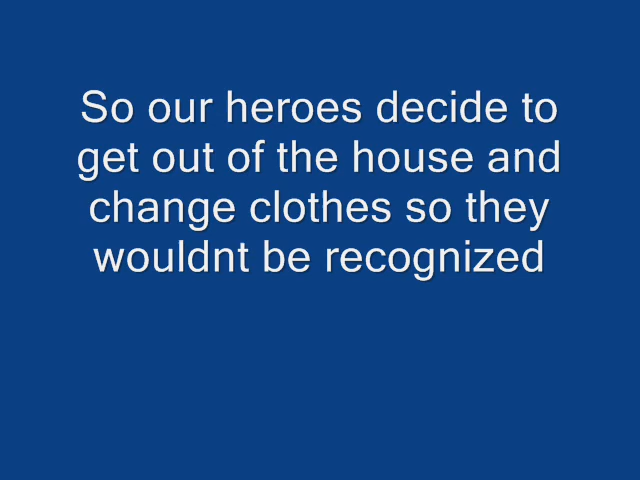 So our heroes decide to
get out of the house and
change clothes so they
wouldnt be recognized